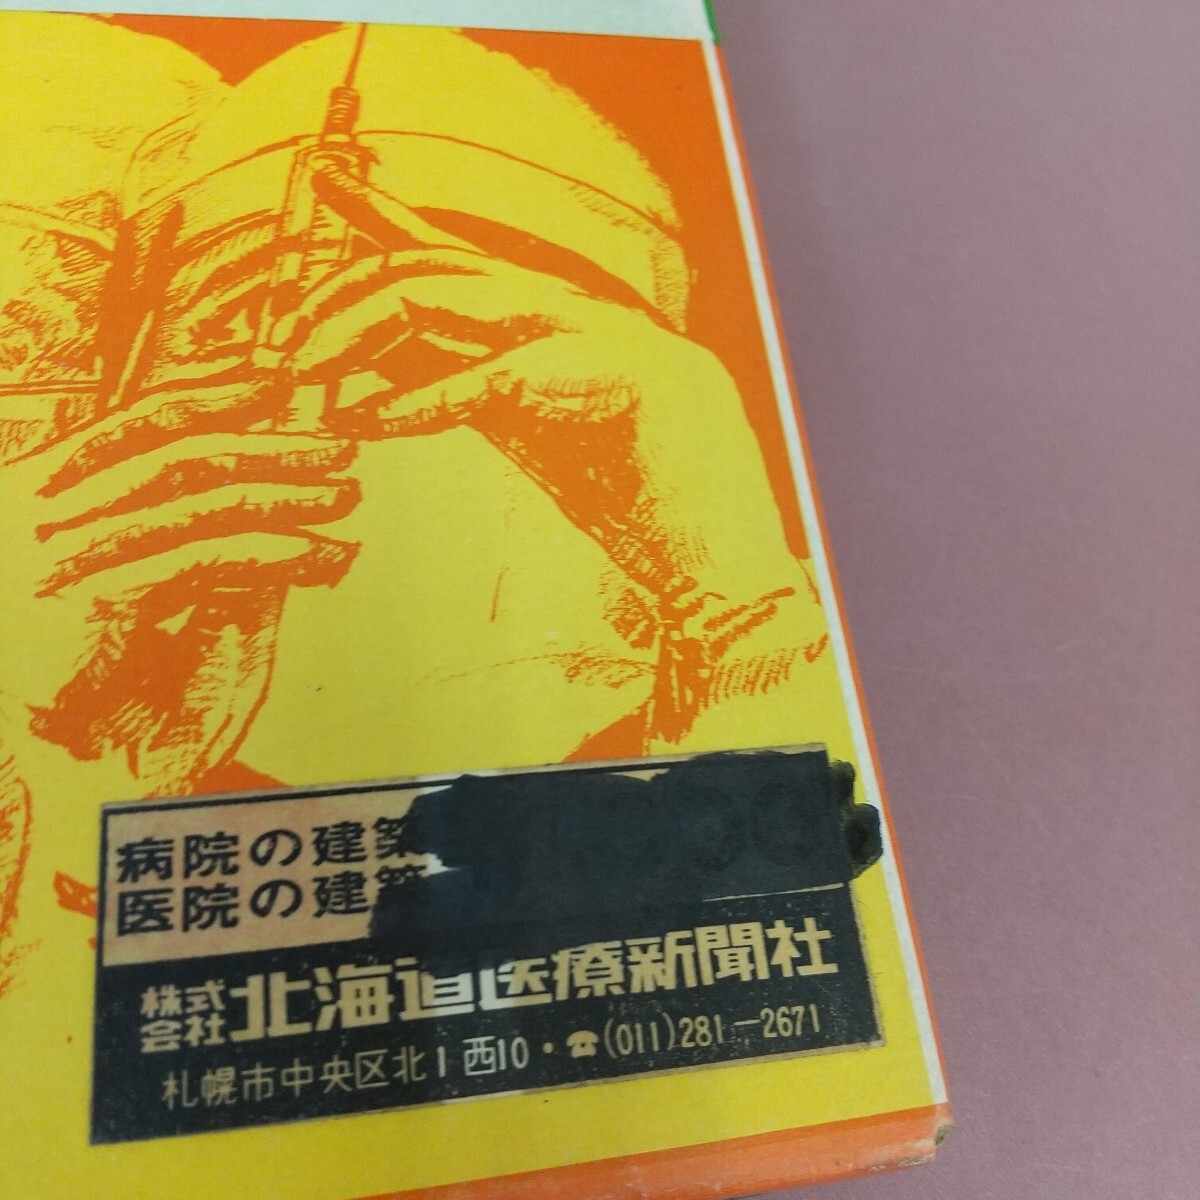 病院の建築
医院の建築
株式会社北海道医療新聞社
札幌市中央区北1西10・☎(011)281-2671